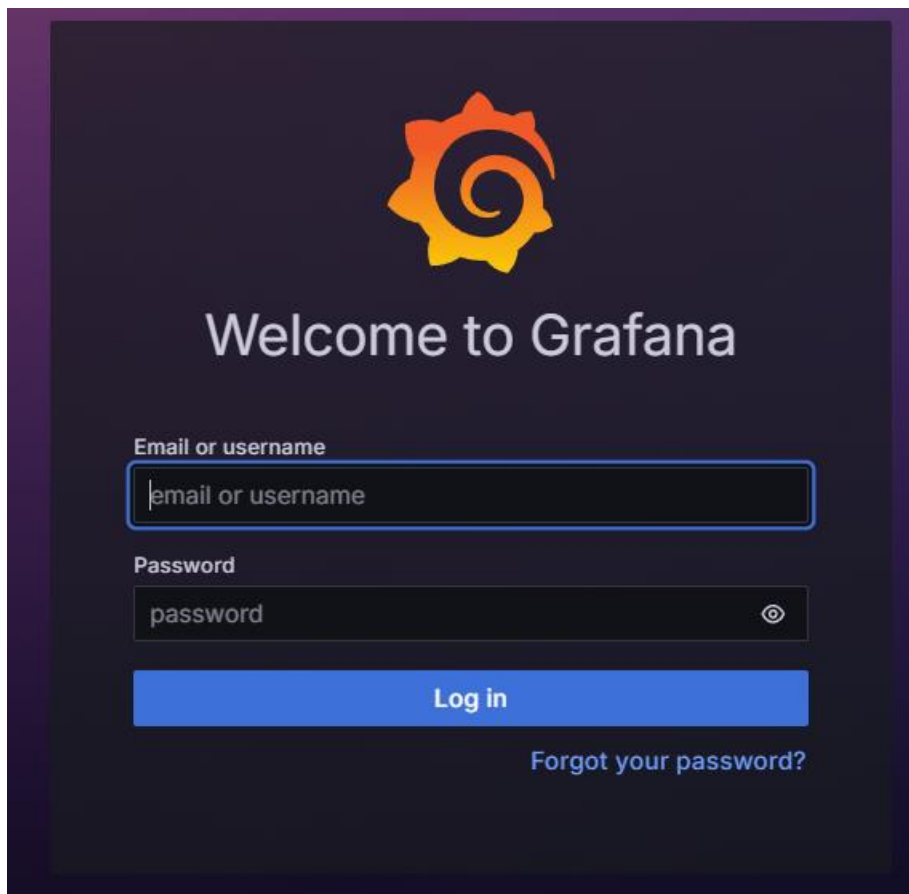 Welcome to Grafana
Email or username
email or username
Password
password
Log in
Forgot your password?